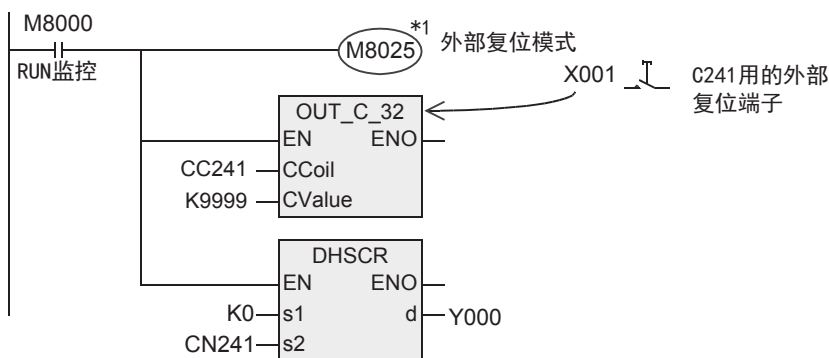 M8000
RUN监控
M8025
*1
外部复位模式
X001
C241用的外部
复位端子
OUT_C_32
EN ENO
CC241 CCoil
K9999 CValue
DHSCR
EN ENO
K0 s1 d Y000
CN241 s2